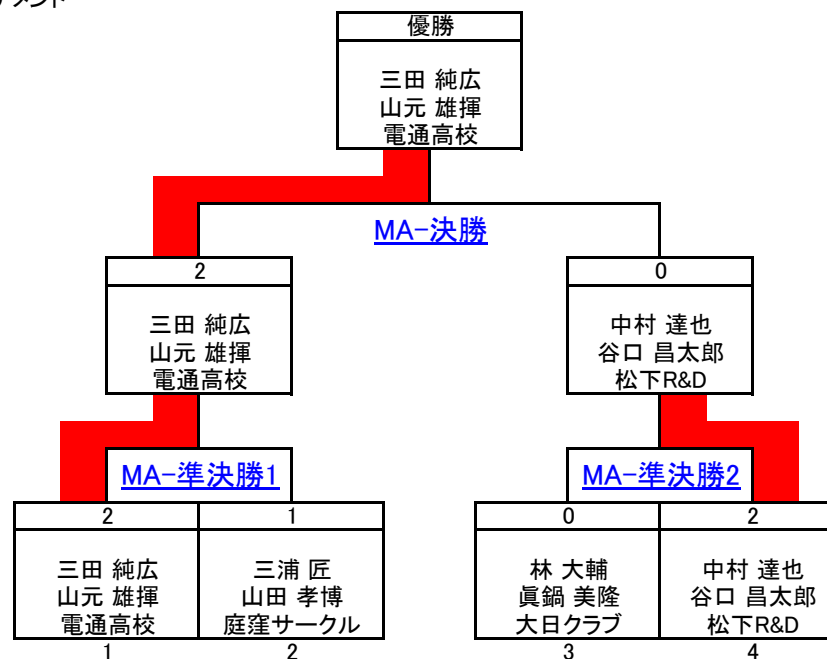 メント
優勝
三田 純広
山元 雄揮
電通高校
MA-決勝
2
三田 純広
山元 雄揮
電通高校
0
中村 達也
谷口 昌太郎
松下R&D
MA-準決勝1
MA-準決勝2
2
三田 純広
山元 雄揮
電通高校
1
1
三浦 匠
山田 孝博
庭窪サークル
2
0
林 大輔
眞鍋 美隆
大日クラブ
3
2
中村 達也
谷口 昌太郎
松下R&D
4